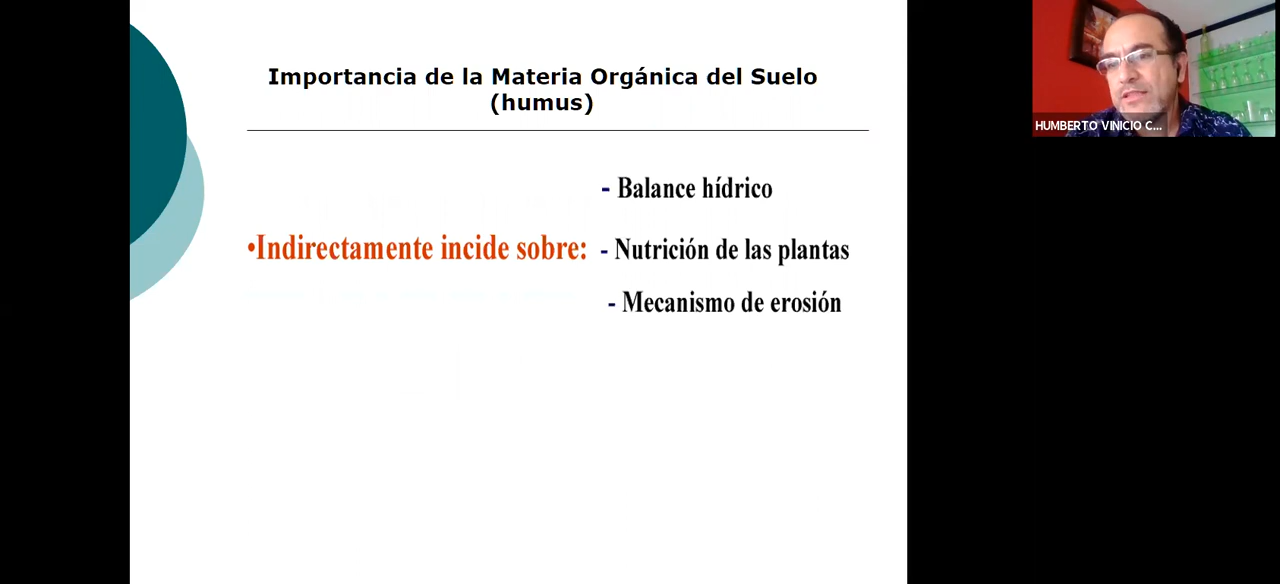 Importancia de la Materia Orgánica del Suelo
(humus)
- Balance hídrico
•Indirectamente incide sobre: - Nutrición de las plantas
- Mecanismo de erosión
HUMBERTO VINICIO C...